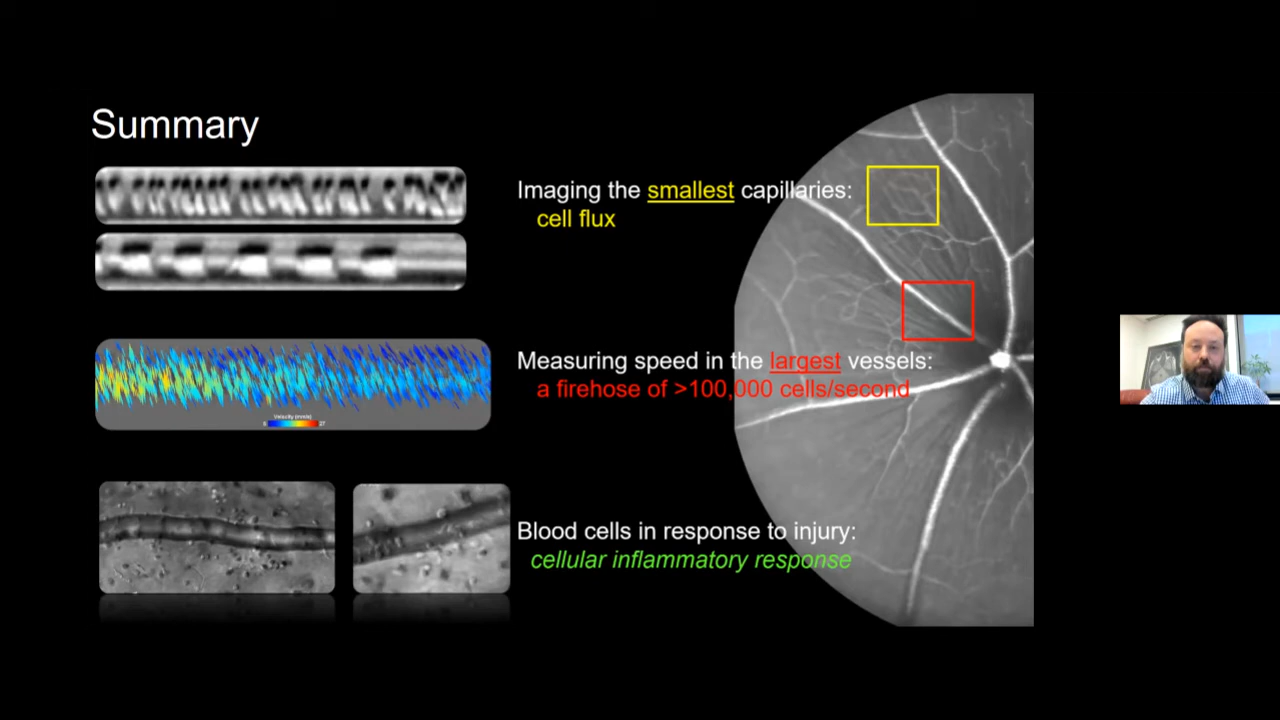 Summary
Imaging the smallest capillaries:
cell flux
Measuring speed in the largest vessels:
a firehose of >100,000 cells/second
Velocity (mm/s)
27
Blood cells in response to injury:
cellular inflammatory response